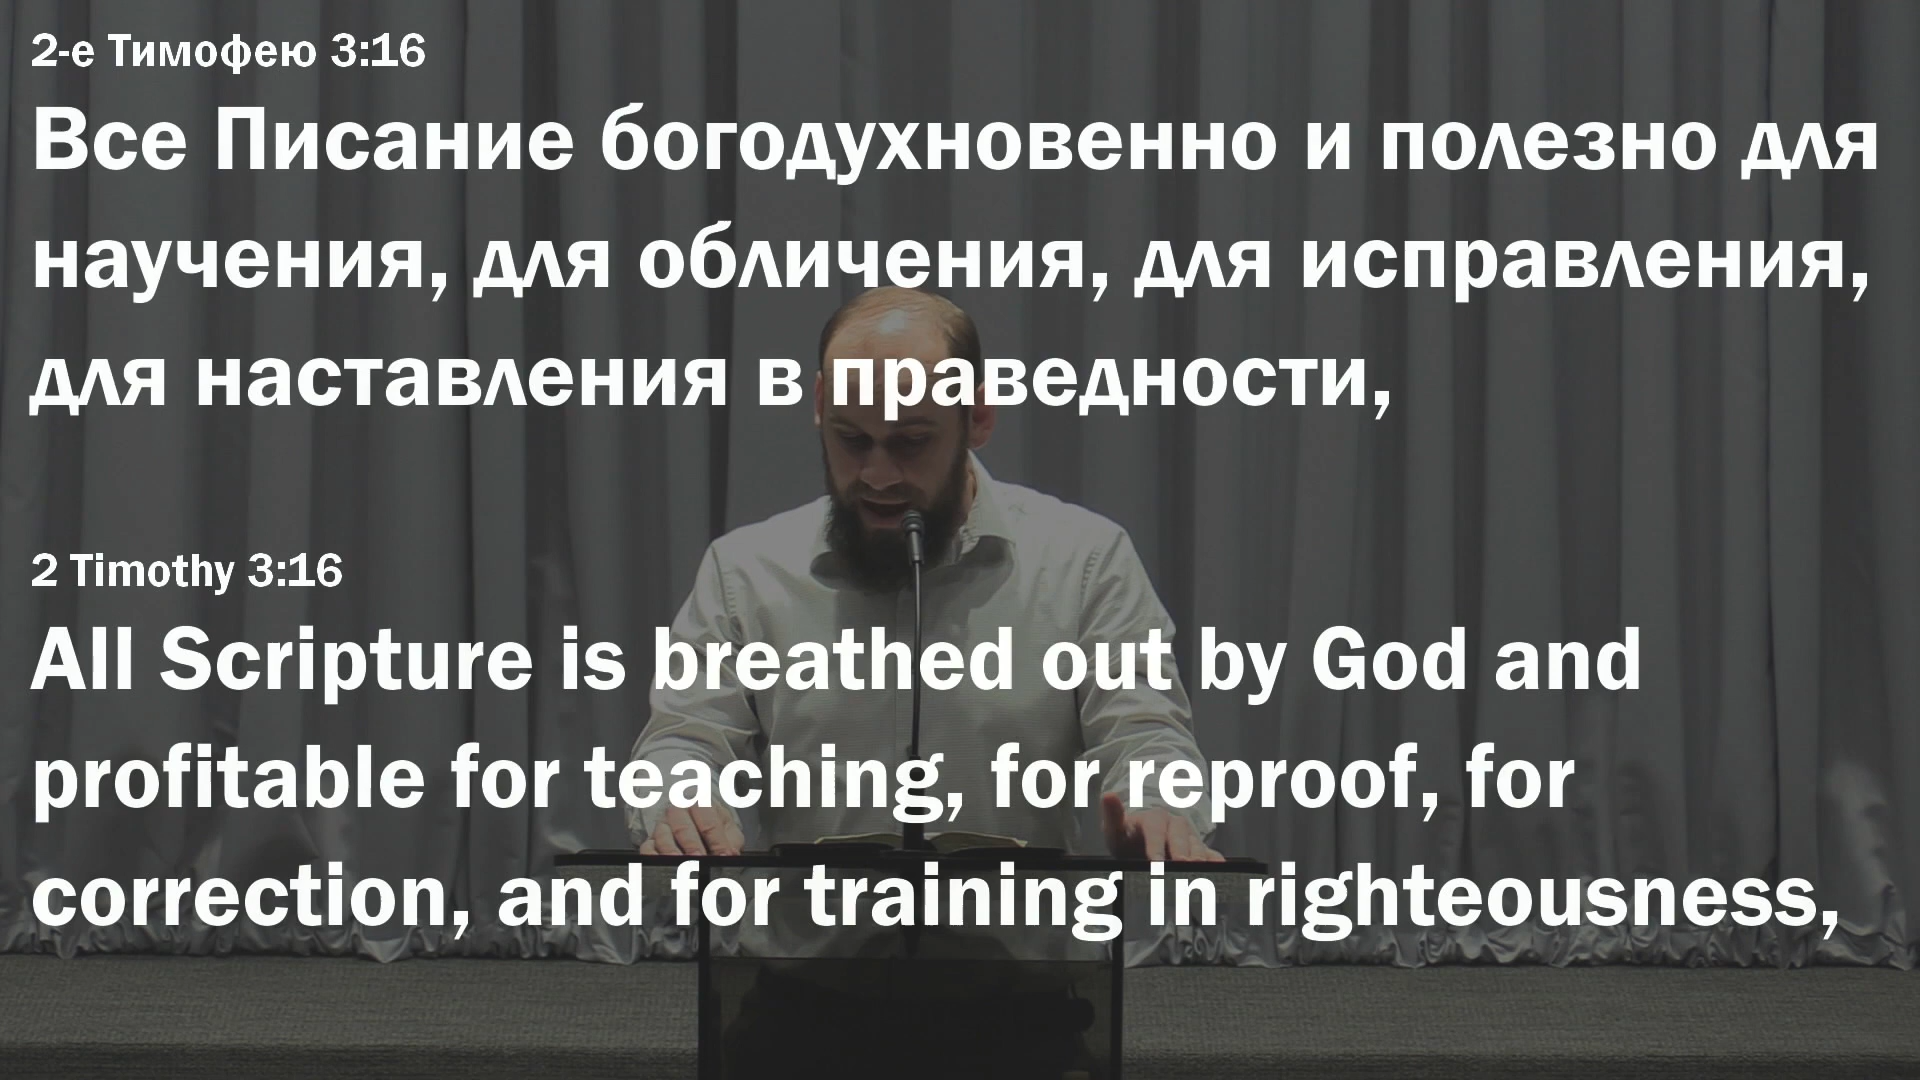 2-е Тимофею 3:16
Все Писание богодухновенно и полезно для
научения, для обличения, для исправления,
для наставления в праведности,
2 Timothy 3:16
All Scripture is breathed out by God and
profitable for teaching, for reproof, for
correction, and for training in righteousness,